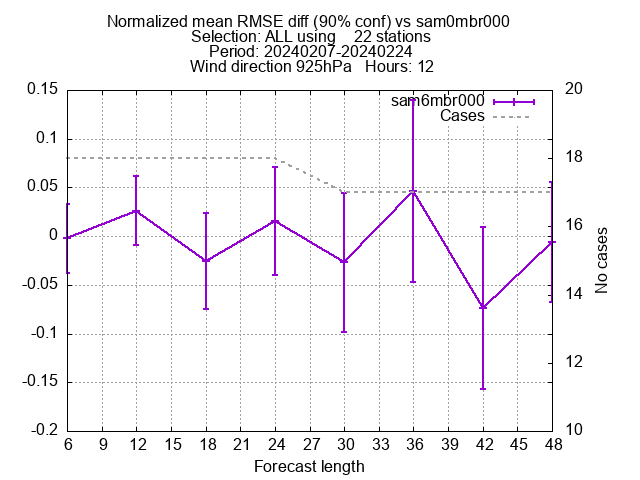 Normalized mean RMSE diff (90% conf) vs sam0mbr000
Selection: ALL using    22 stations
Period: 20240207-20240224
Wind direction 925hPa   Hours: 12
sam6mbr000
Cases
0.15
0.1
0.05
0
-0.05
-0.1
-0.15
-0.2
20
18
16
14
12
10
No cases
6 9 12 15 18 21 24 27 30 33 36 39 42 45 48
Forecast length